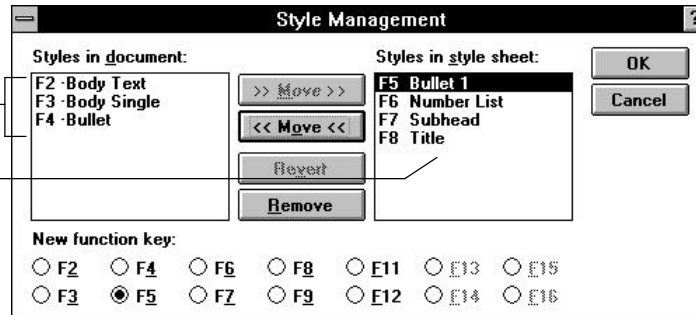 Style Management
Styles in document:
F2 ·Body Text
F3 ·Body Single
F4 ·Bullet
>> Move >>
<< Move <<
Revert
Remove
Styles in style sheet:
F5 Bullet 1
F6 Number List
F7 Subhead
F8 Title
OK
Cancel
New function key:
F2 F4 F6 F8 F11 F13 F15
F3 F5 F7 F9 F12 F14 F16